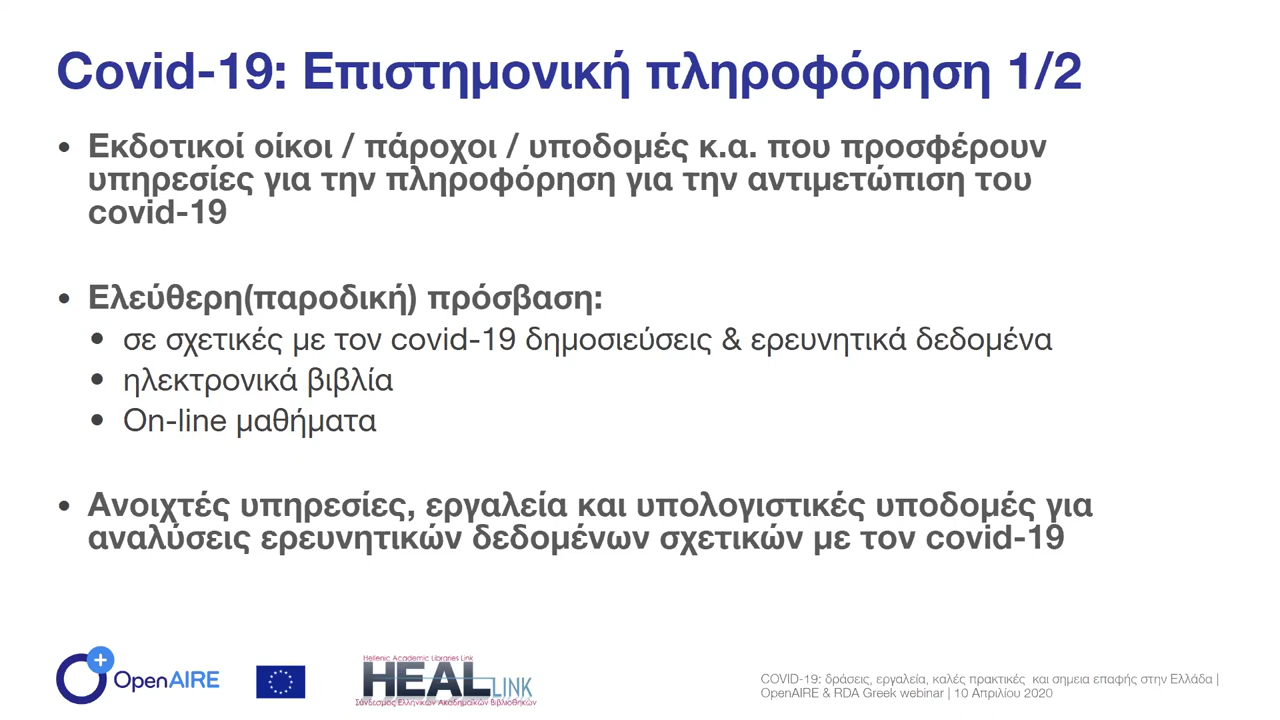 Covid-19: Επιστημονική πληροφόρηση 1/2
• Εκδοτικοί οίκοι / πάροχοι / υποδομές κ.α. που προσφέρουν
υπηρεσίες για την πληροφόρηση για την αντιμετώπιση του
covid-19
• Ελεύθερη(παροδική) πρόσβαση:
• σε σχετικές με τον covid-19 δημοσιεύσεις & ερευνητικά δεδομένα
• ηλεκτρονικά βιβλία
• On-line μαθήματα
• Ανοιχτές υπηρεσίες, εργαλεία και υπολογιστικές υποδομές για
αναλύσεις ερευνητικών δεδομένων σχετικών με τον covid-19
OpenAIRE
Hellenic Academic Libraries Link
HEAL LINK
Σύνδεσμος Ελληνικών Ακαδημαϊκών Βιβλιοθηκών
COVID-19: δράσεις, εργαλεία, καλές πρακτικές και σημεια επαφής στην Ελλάδα |
OpenAIRE & RDA Greek webinar | 10 Απριλίου 2020